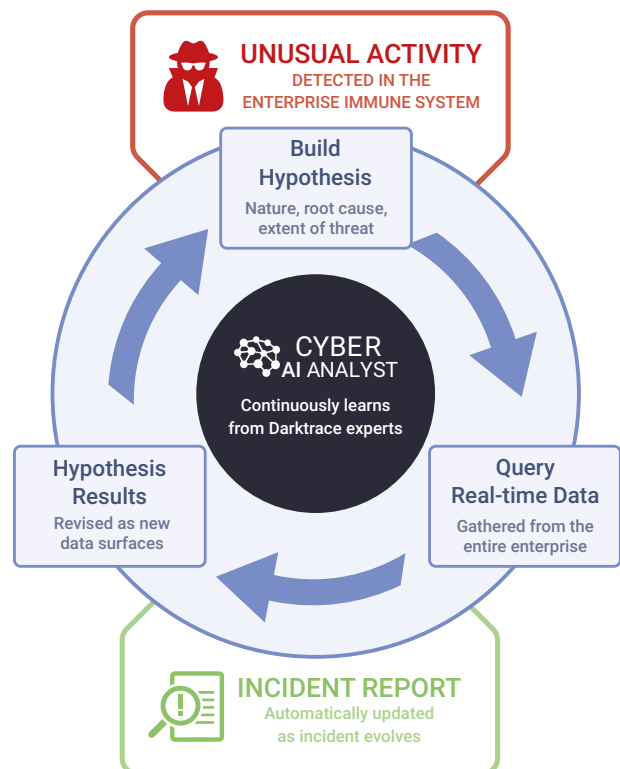 UNUSUAL ACTIVITY
DETECTED IN THE
ENTERPRISE IMMUNE SYSTEM
Build
Hypothesis
Nature, root cause,
extent of threat
CYBER
AI ANALYST
Continuously learns
from Darktrace experts
Hypothesis
Results
Revised as new
data surfaces
Query
Real-time Data
Gathered from the
entire enterprise
INCIDENT REPORT
Automatically updated
as incident evolves